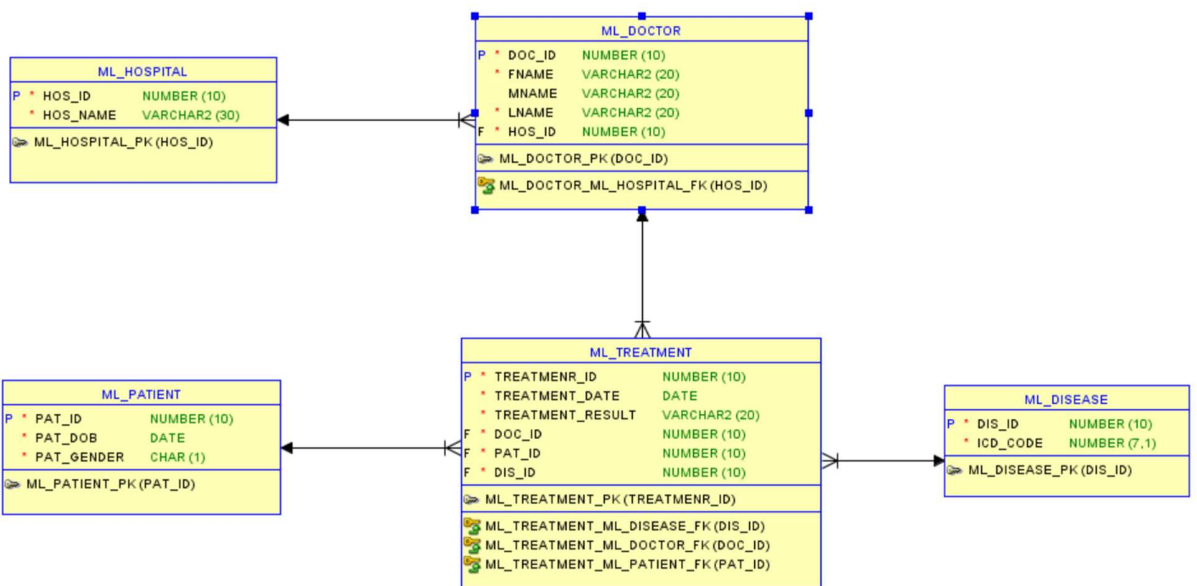 ML_HOSPITAL
P * HOS_ID NUMBER (10)
* HOS_NAME VARCHAR2 (30)
ML_HOSPITAL_PK (HOS_ID)
ML_DOCTOR
P * DOC_ID NUMBER (10)
* FNAME VARCHAR2 (20)
MNAME VARCHAR2 (20)
* LNAME VARCHAR2 (20)
F * HOS_ID NUMBER (10)
ML_DOCTOR_PK (DOC_ID)
ML_DOCTOR_ML_HOSPITAL_FK (HOS_ID)
ML_PATIENT
P * PAT_ID NUMBER (10)
* PAT_DOB DATE
* PAT_GENDER CHAR (1)
ML_PATIENT_PK (PAT_ID)
ML_TREATMENT
P * TREATMENR_ID NUMBER (10)
* TREATMENT_DATE DATE
* TREATMENT_RESULT VARCHAR2 (20)
F * DOC_ID NUMBER (10)
F * PAT_ID NUMBER (10)
F * DIS_ID NUMBER (10)
ML_TREATMENT_PK (TREATMENR_ID)
ML_TREATMENT_ML_DISEASE_FK (DIS_ID)
ML_TREATMENT_ML_DOCTOR_FK (DOC_ID)
ML_TREATMENT_ML_PATIENT_FK (PAT_ID)
ML_DISEASE
P * DIS_ID NUMBER (10)
* ICD_CODE NUMBER (7,1)
ML_DISEASE_PK (DIS_ID)